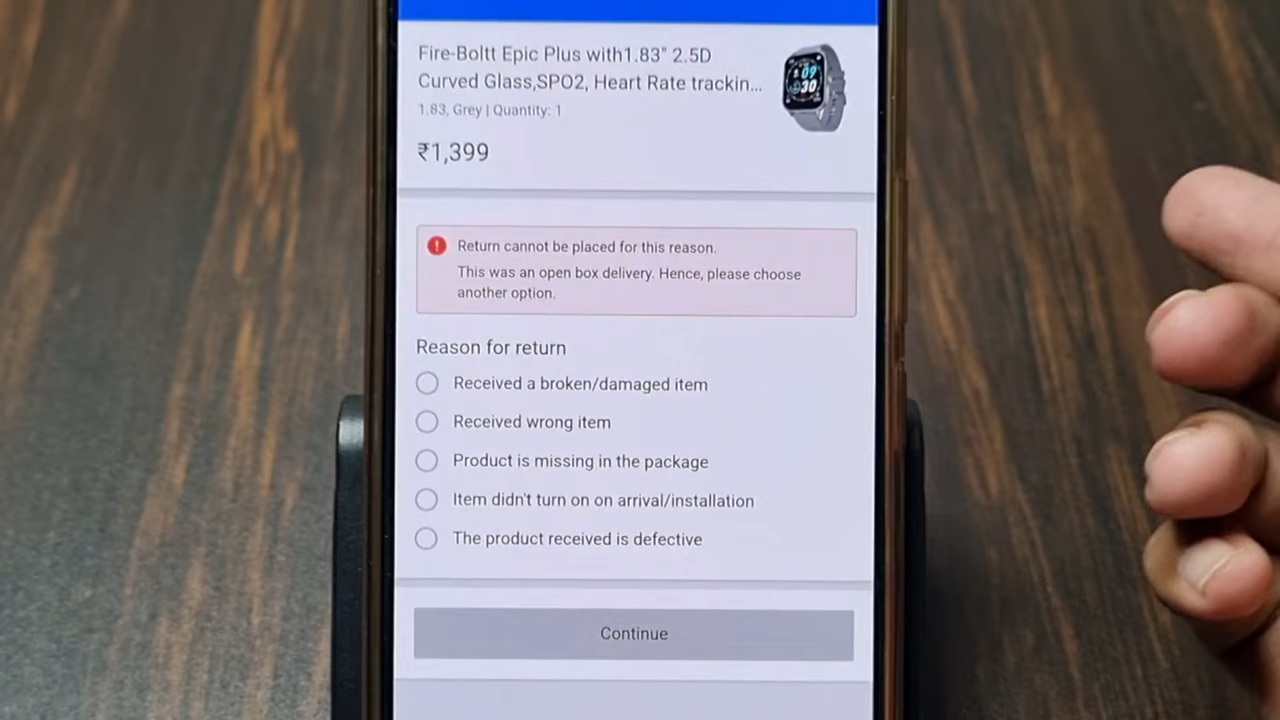 Fire-Boltt Epic Plus with1.83" 2.5D
Curved Glass,SPO2, Heart Rate trackin...
1.83, Grey | Quantity: 1
₹1,399
Return cannot be placed for this reason.
This was an open box delivery. Hence, please choose
another option.
Reason for return
Received a broken/damaged item
Received wrong item
Product is missing in the package
Item didn't turn on on arrival/installation
The product received is defective
Continue
09
30